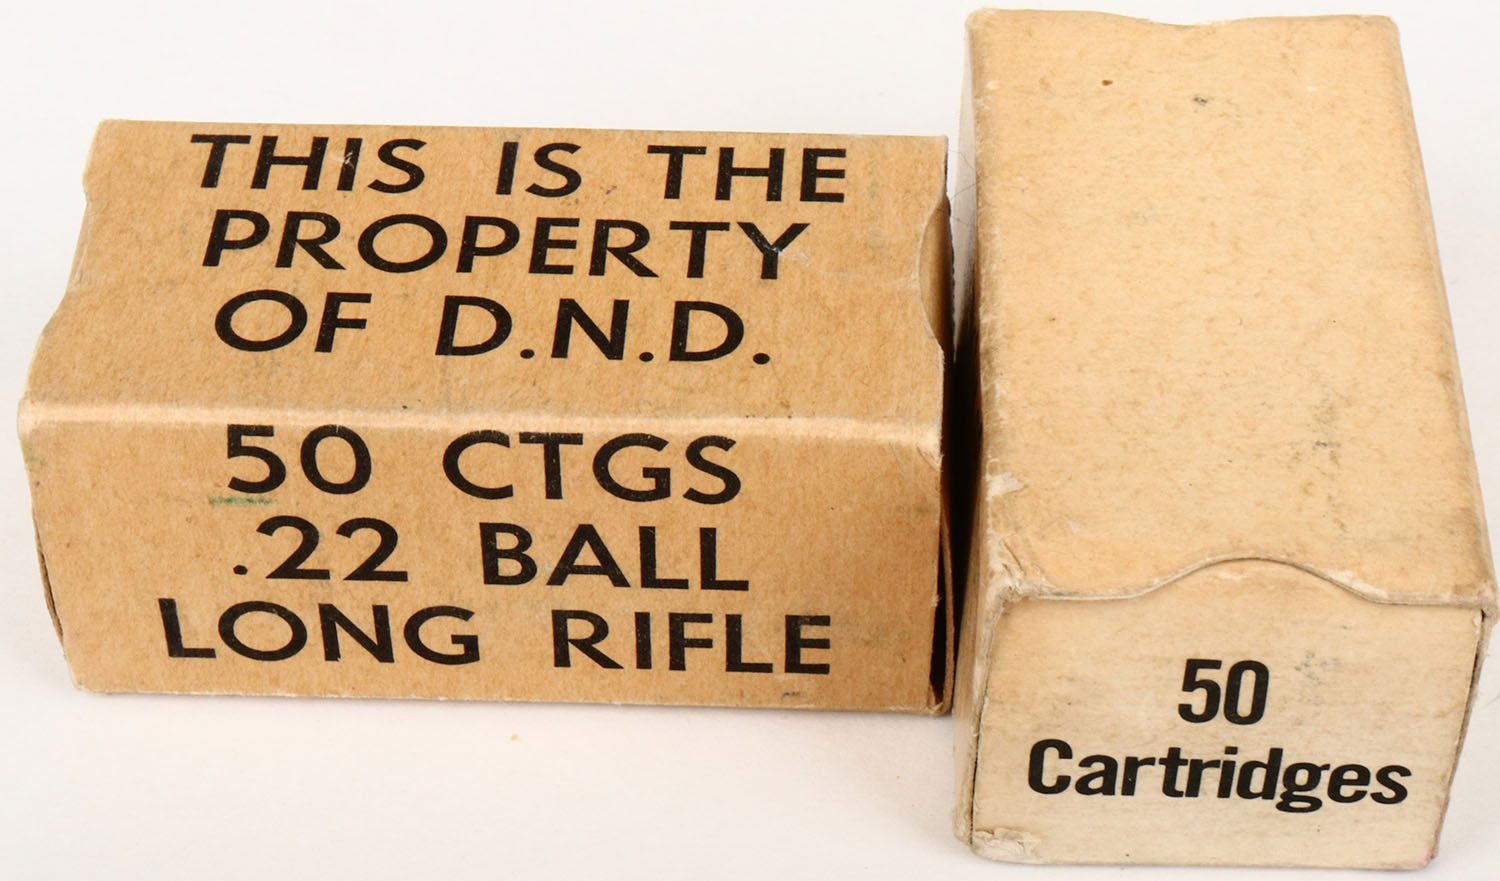 THIS IS THE
PROPERTY
OF D.N.D.
50 CTGS
.22 BALL
LONG RIFLE
50
Cartridges